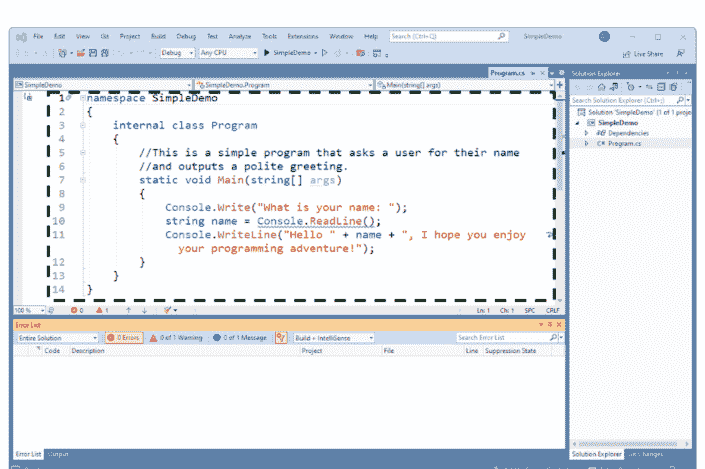 File Edit View Git Project Build Debug Test Analyze Tools Extensions Window Help Search (Ctrl+Q) SimpleDemo
Debug Any CPU SimpleDemo Live Share
Program.cs Solution Explorer
SimpleDemo SimpleDemo.Program Main(string[] args)
Search Solution Explorer (Ctrl+;)
Solution 'SimpleDemo' (1 of 1 proje
SimpleDemo
Dependencies
C# Program.cs
1 namespace SimpleDemo
2 {
3 internal class Program
4 {
5 //This is a simple program that asks a user for their name
6 //and outputs a polite greeting.
7 static void Main(string[] args)
8 {
9 Console.Write("What is your name: ");
10 string name = Console.ReadLine();
11 Console.WriteLine("Hello " + name + ", I hope you enjoy
your programming adventure!");
12 }
13 }
14 }
100 % 0 1 Ln: 1 Ch: 1 SPC CRLF
Error List
Entire Solution 0 Errors 0 of 1 Warning 0 of 1 Message Build + IntelliSense Search Error List
Code Description Project File Line Suppression State
Error List Output Solution Explorer